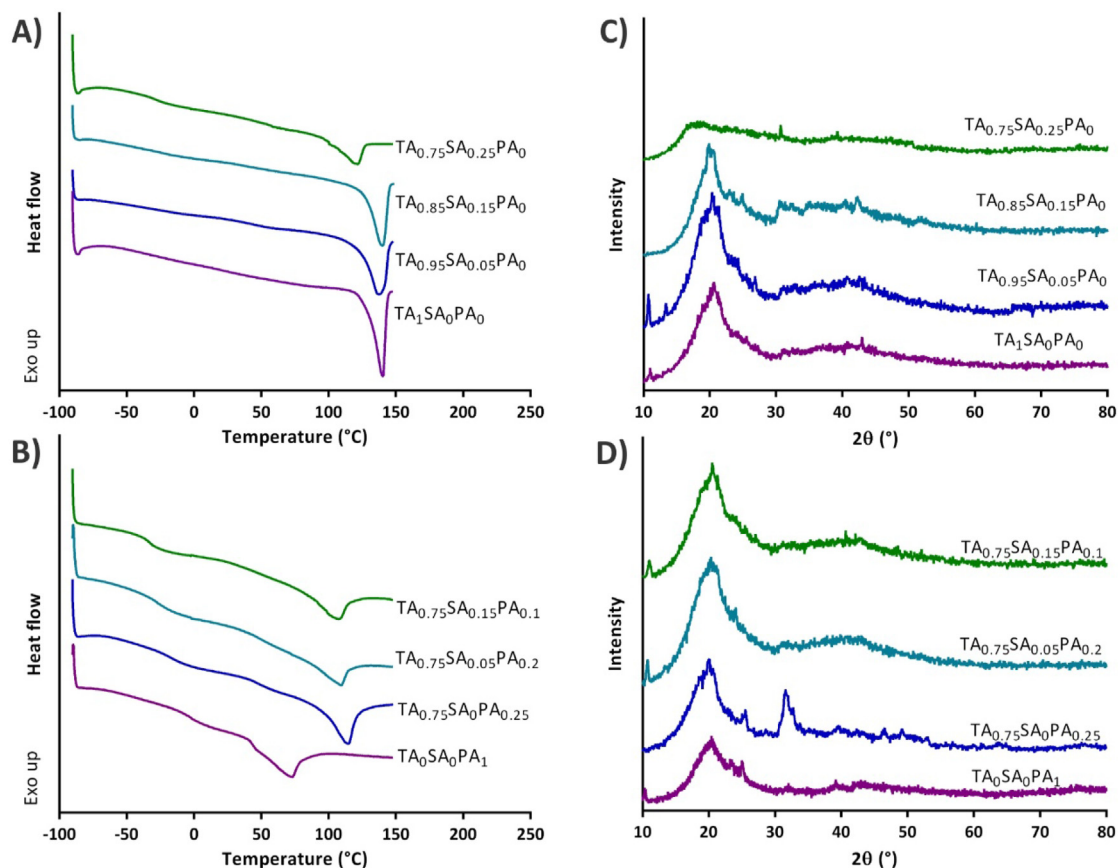 A)
Heat flow
Exo up
TA0.75SA0.25PA0
TA0.85SA0.15PA0
TA0.95SA0.05PA0
TA1SA0PA0
-100 -50 0 50 100 150 200 250
Temperature (°C)
C)
Intensity
TA0.75SA0.25PA0
TA0.85SA0.15PA0
TA0.95SA0.05PA0
TA1SA0PA0
10 20 30 40 50 60 70 80
2θ (°)
B)
Heat flow
Exo up
TA0.75SA0.15PA0.1
TA0.75SA0.05PA0.2
TA0.75SA0PA0.25
TA0SA0PA1
-100 -50 0 50 100 150 200 250
Temperature (°C)
D)
Intensity
TA0.75SA0.15PA0.1
TA0.75SA0.05PA0.2
TA0.75SA0PA0.25
TA0SA0PA1
10 20 30 40 50 60 70 80
2θ (°)